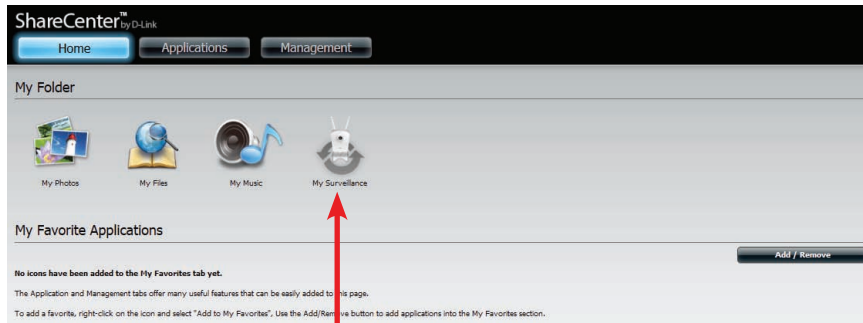 ShareCenter™ by D-Link
Home Applications Management
My Folder
My Photos My Files My Music My Surveillance
My Favorite Applications
Add / Remove
No icons have been added to the My Favorites tab yet.
The Application and Management tabs offer many useful features that can be easily added to this page.
To add a favorite, right-click on the icon and select "Add to My Favorites", Use the Add/Remove button to add applications into the My Favorites section.